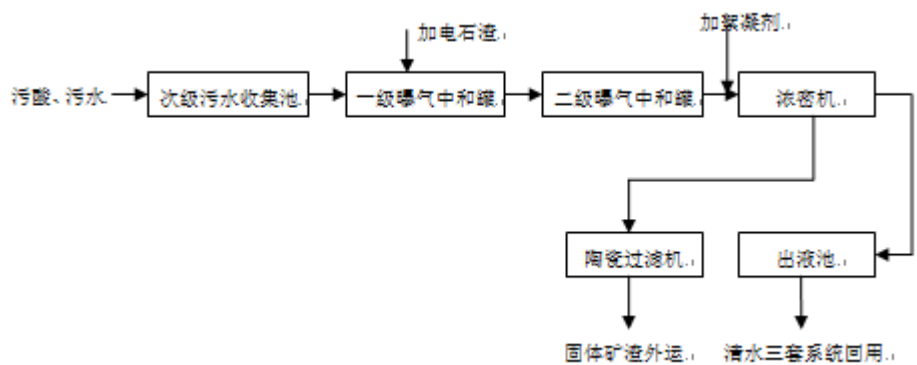 加电石渣
加絮凝剂
污酸、污水
次级污水收集池
一级曝气中和罐
二级曝气中和罐
浓密机
陶瓷过滤机
出液池
固体矿渣外运
清水三套系统回用